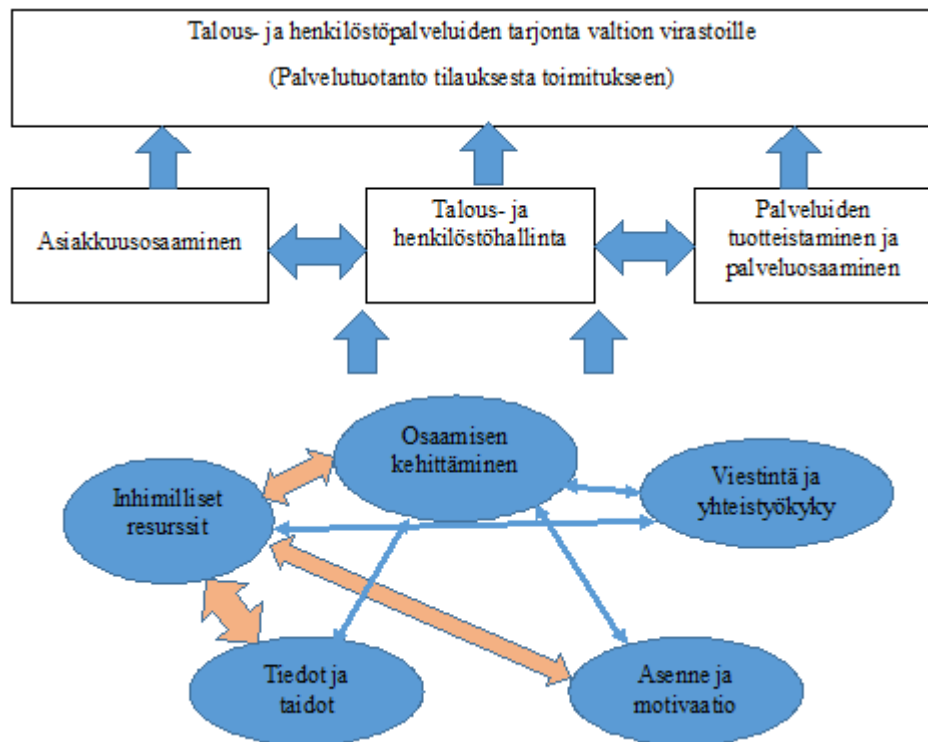 Talous- ja henkilöstöpalveluiden tarjonta valtion virastoille
(Palvelutuotanto tilauksesta toimitukseen)
Asiakkuusosaaminen
Talous- ja
henkilöstöhallinta
Palveluiden
tuotteistaminen ja
palveluosaaminen
Osaamisen
kehittäminen
Inhimilliset
resurssit
Viestintä ja
yhteistyökyky
Tiedot ja
taidot
Asenne ja
motivaatio